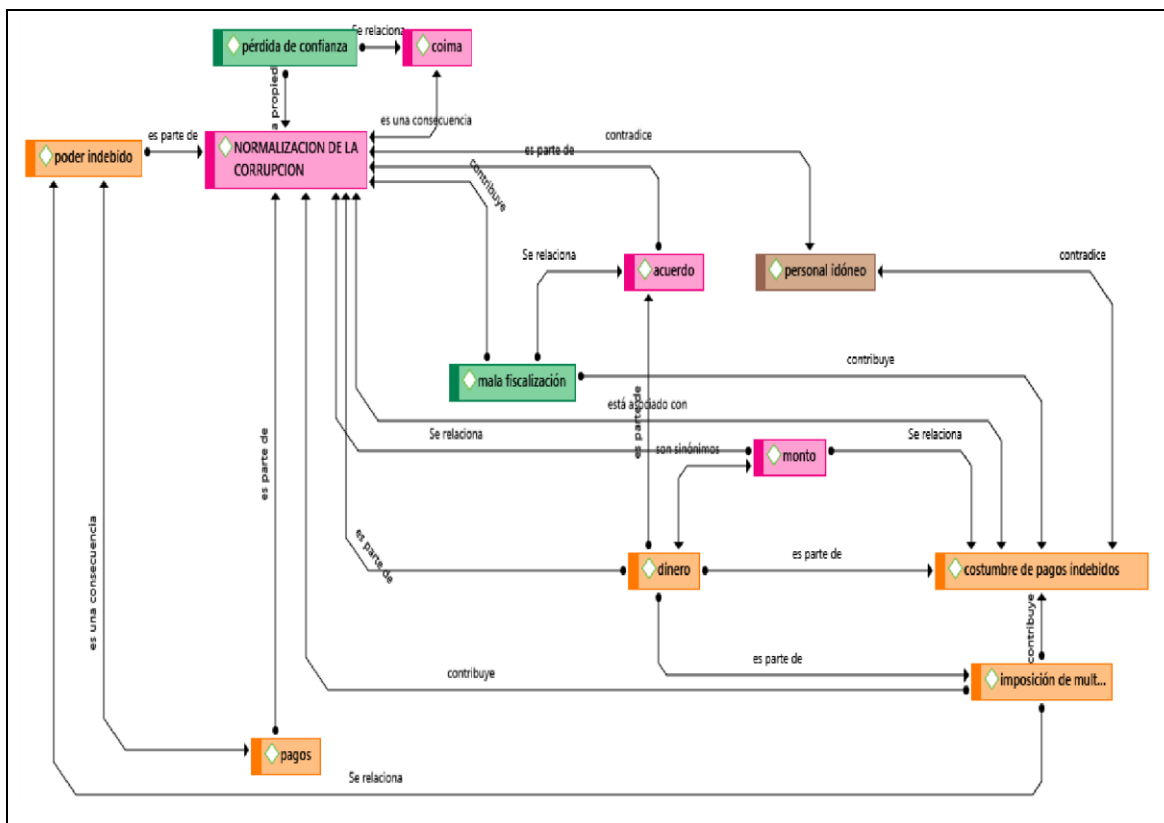 Se relaciona
pérdida de confianza
coima
a propied
es una consecuencia
es parte de
NORMALIZACION DE LA
CORRUPCION
poder indebido
contradice
es parte de
contribuye
Se relaciona
acuerdo
personal idóneo
contradice
mala fiscalización
contribuye
está asociado con
es parte de
Se relaciona
son sinónimos
monto
Se relaciona
es parte de
es una consecuencia
es parte de
dinero
es parte de
costumbre de pagos indebidos
contribuye
es parte de
contribuye
imposición de mult...
pagos
Se relaciona